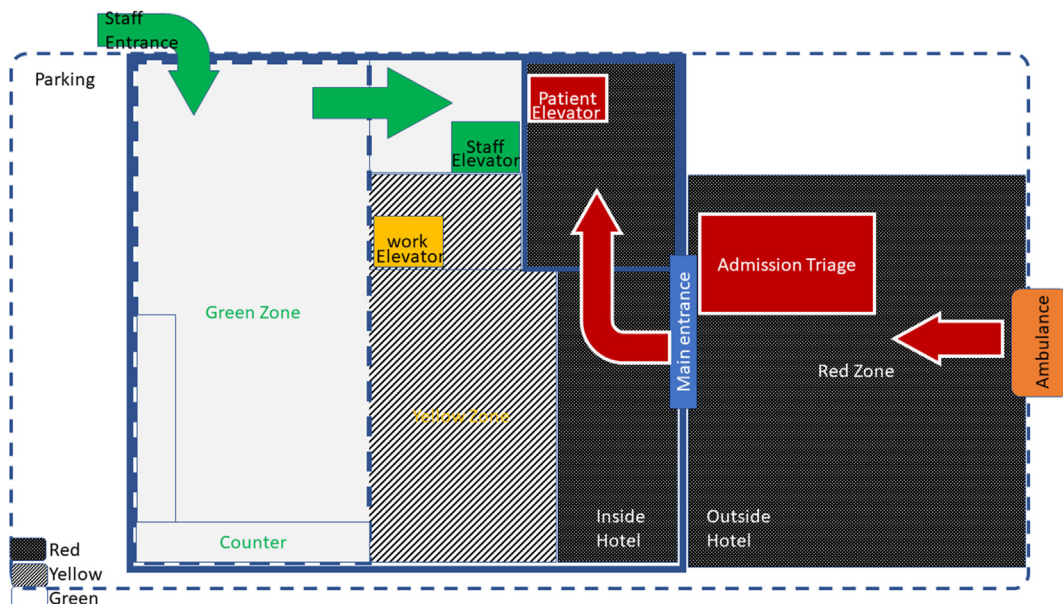 Staff
Entrance
Parking
Patient
Elevator
Staff
Elevator
work
Elevator
Admission Triage
Main entrance
Ambulance
Green Zone
Red Zone
Yellow Zone
Inside
Hotel
Outside
Hotel
Counter
Red
Yellow
Green